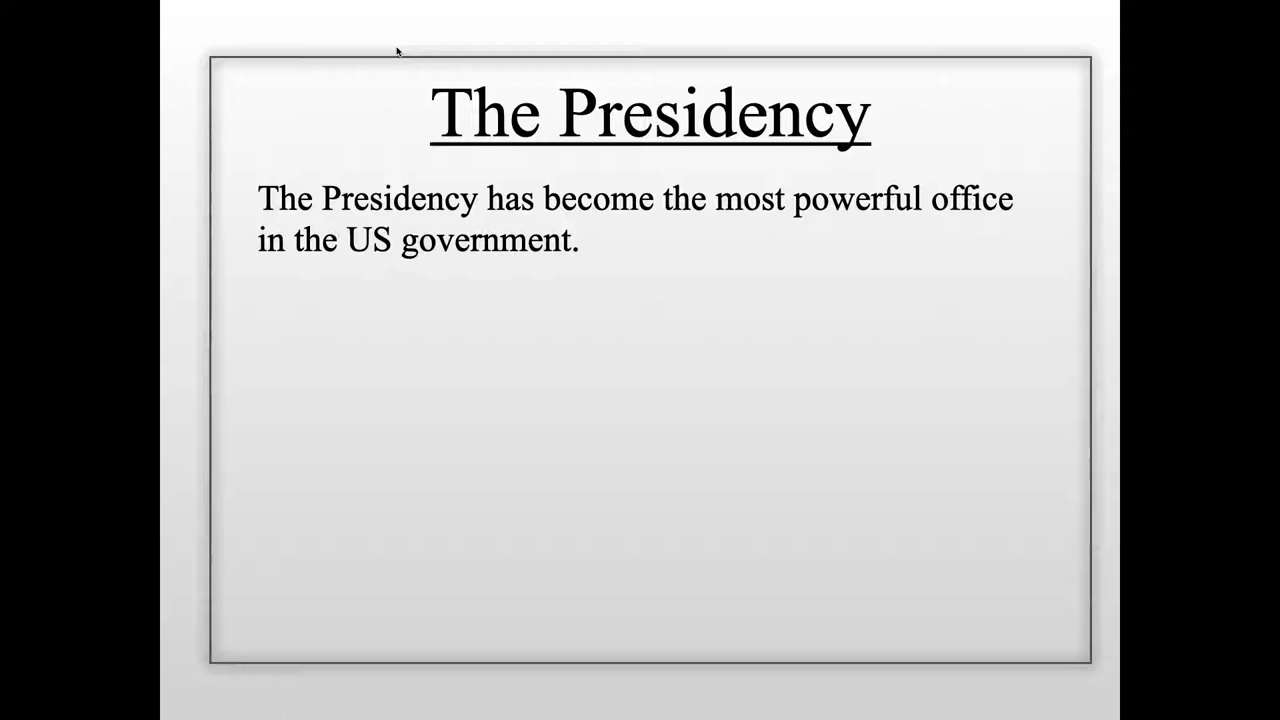 The Presidency
The Presidency has become the most powerful office
in the US government.